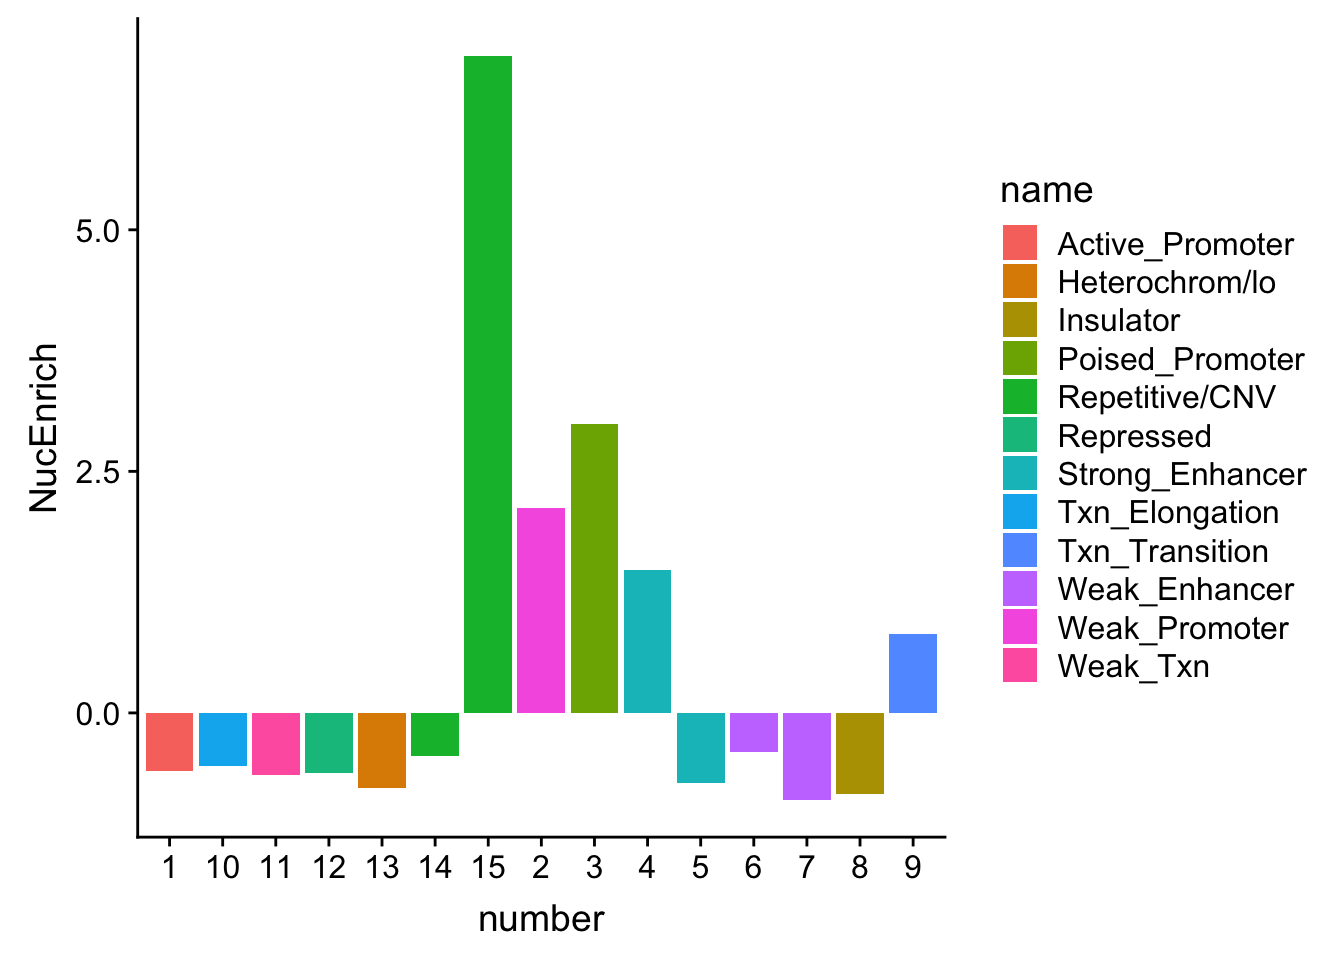 NucEnrich
5.0
2.5
0.0
1 10 11 12 13 14 15 2 3 4 5 6 7 8 9
number
name
Active_Promoter
Heterochrom/lo
Insulator
Poised_Promoter
Repetitive/CNV
Repressed
Strong_Enhancer
Txn_Elongation
Txn_Transition
Weak_Enhancer
Weak_Promoter
Weak_Txn